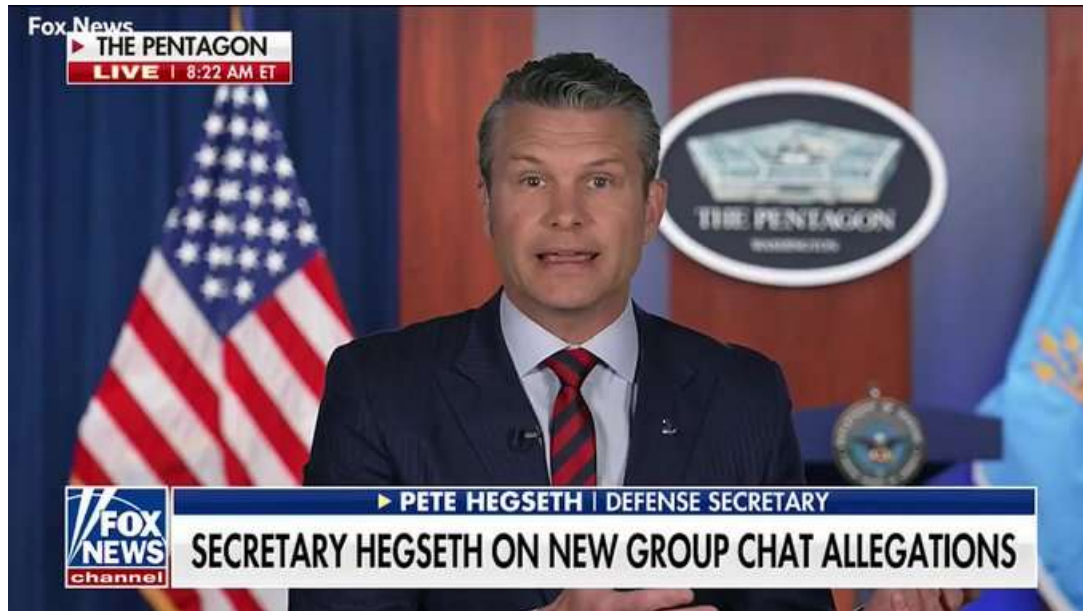 Fox News
THE PENTAGON
LIVE | 8:22 AM ET
THE PENTAGON
WASHINGTON
PETE HEGSETH | DEFENSE SECRETARY
FOX
NEWS
channel
SECRETARY HEGSETH ON NEW GROUP CHAT ALLEGATIONS